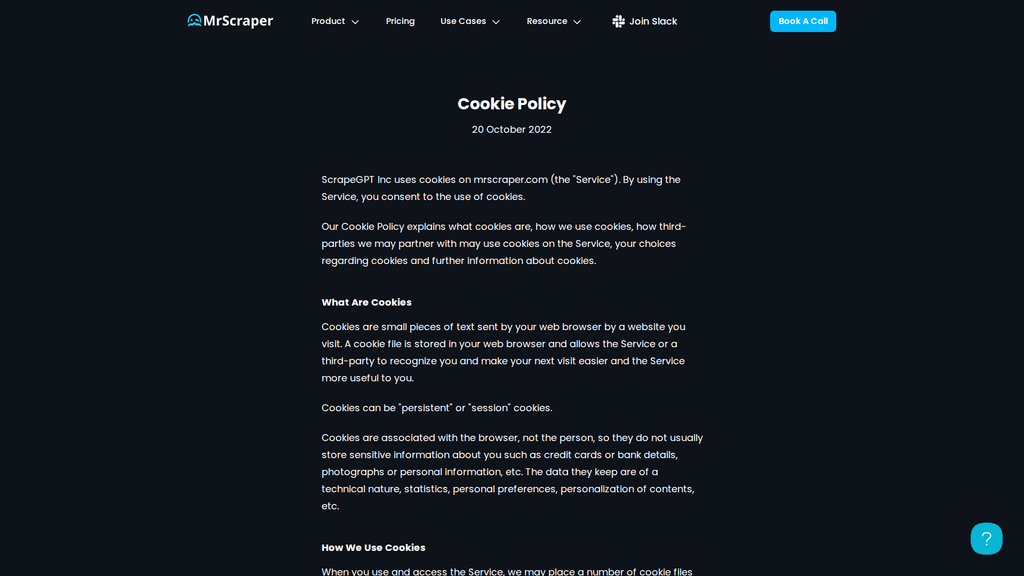 MrScraper
Product
Pricing
Use Cases
Resource
Join Slack
Book A Call
Cookie Policy
20 October 2022
ScrapeGPT Inc uses cookies on mrscraper.com (the "Service"). By using the
Service, you consent to the use of cookies.
Our Cookie Policy explains what cookies are, how we use cookies, how third-
parties we may partner with may use cookies on the Service, your choices
regarding cookies and further information about cookies.
What Are Cookies
Cookies are small pieces of text sent by your web browser by a website you
visit. A cookie file is stored in your web browser and allows the Service or a
third-party to recognize you and make your next visit easier and the Service
more useful to you.
Cookies can be "persistent" or "session" cookies.
Cookies are associated with the browser, not the person, so they do not usually
store sensitive information about you such as credit cards or bank details,
photographs or personal information, etc. The data they keep are of a
technical nature, statistics, personal preferences, personalization of contents,
etc.
How We Use Cookies
When you use and access the Service, we may place a number of cookie files
?